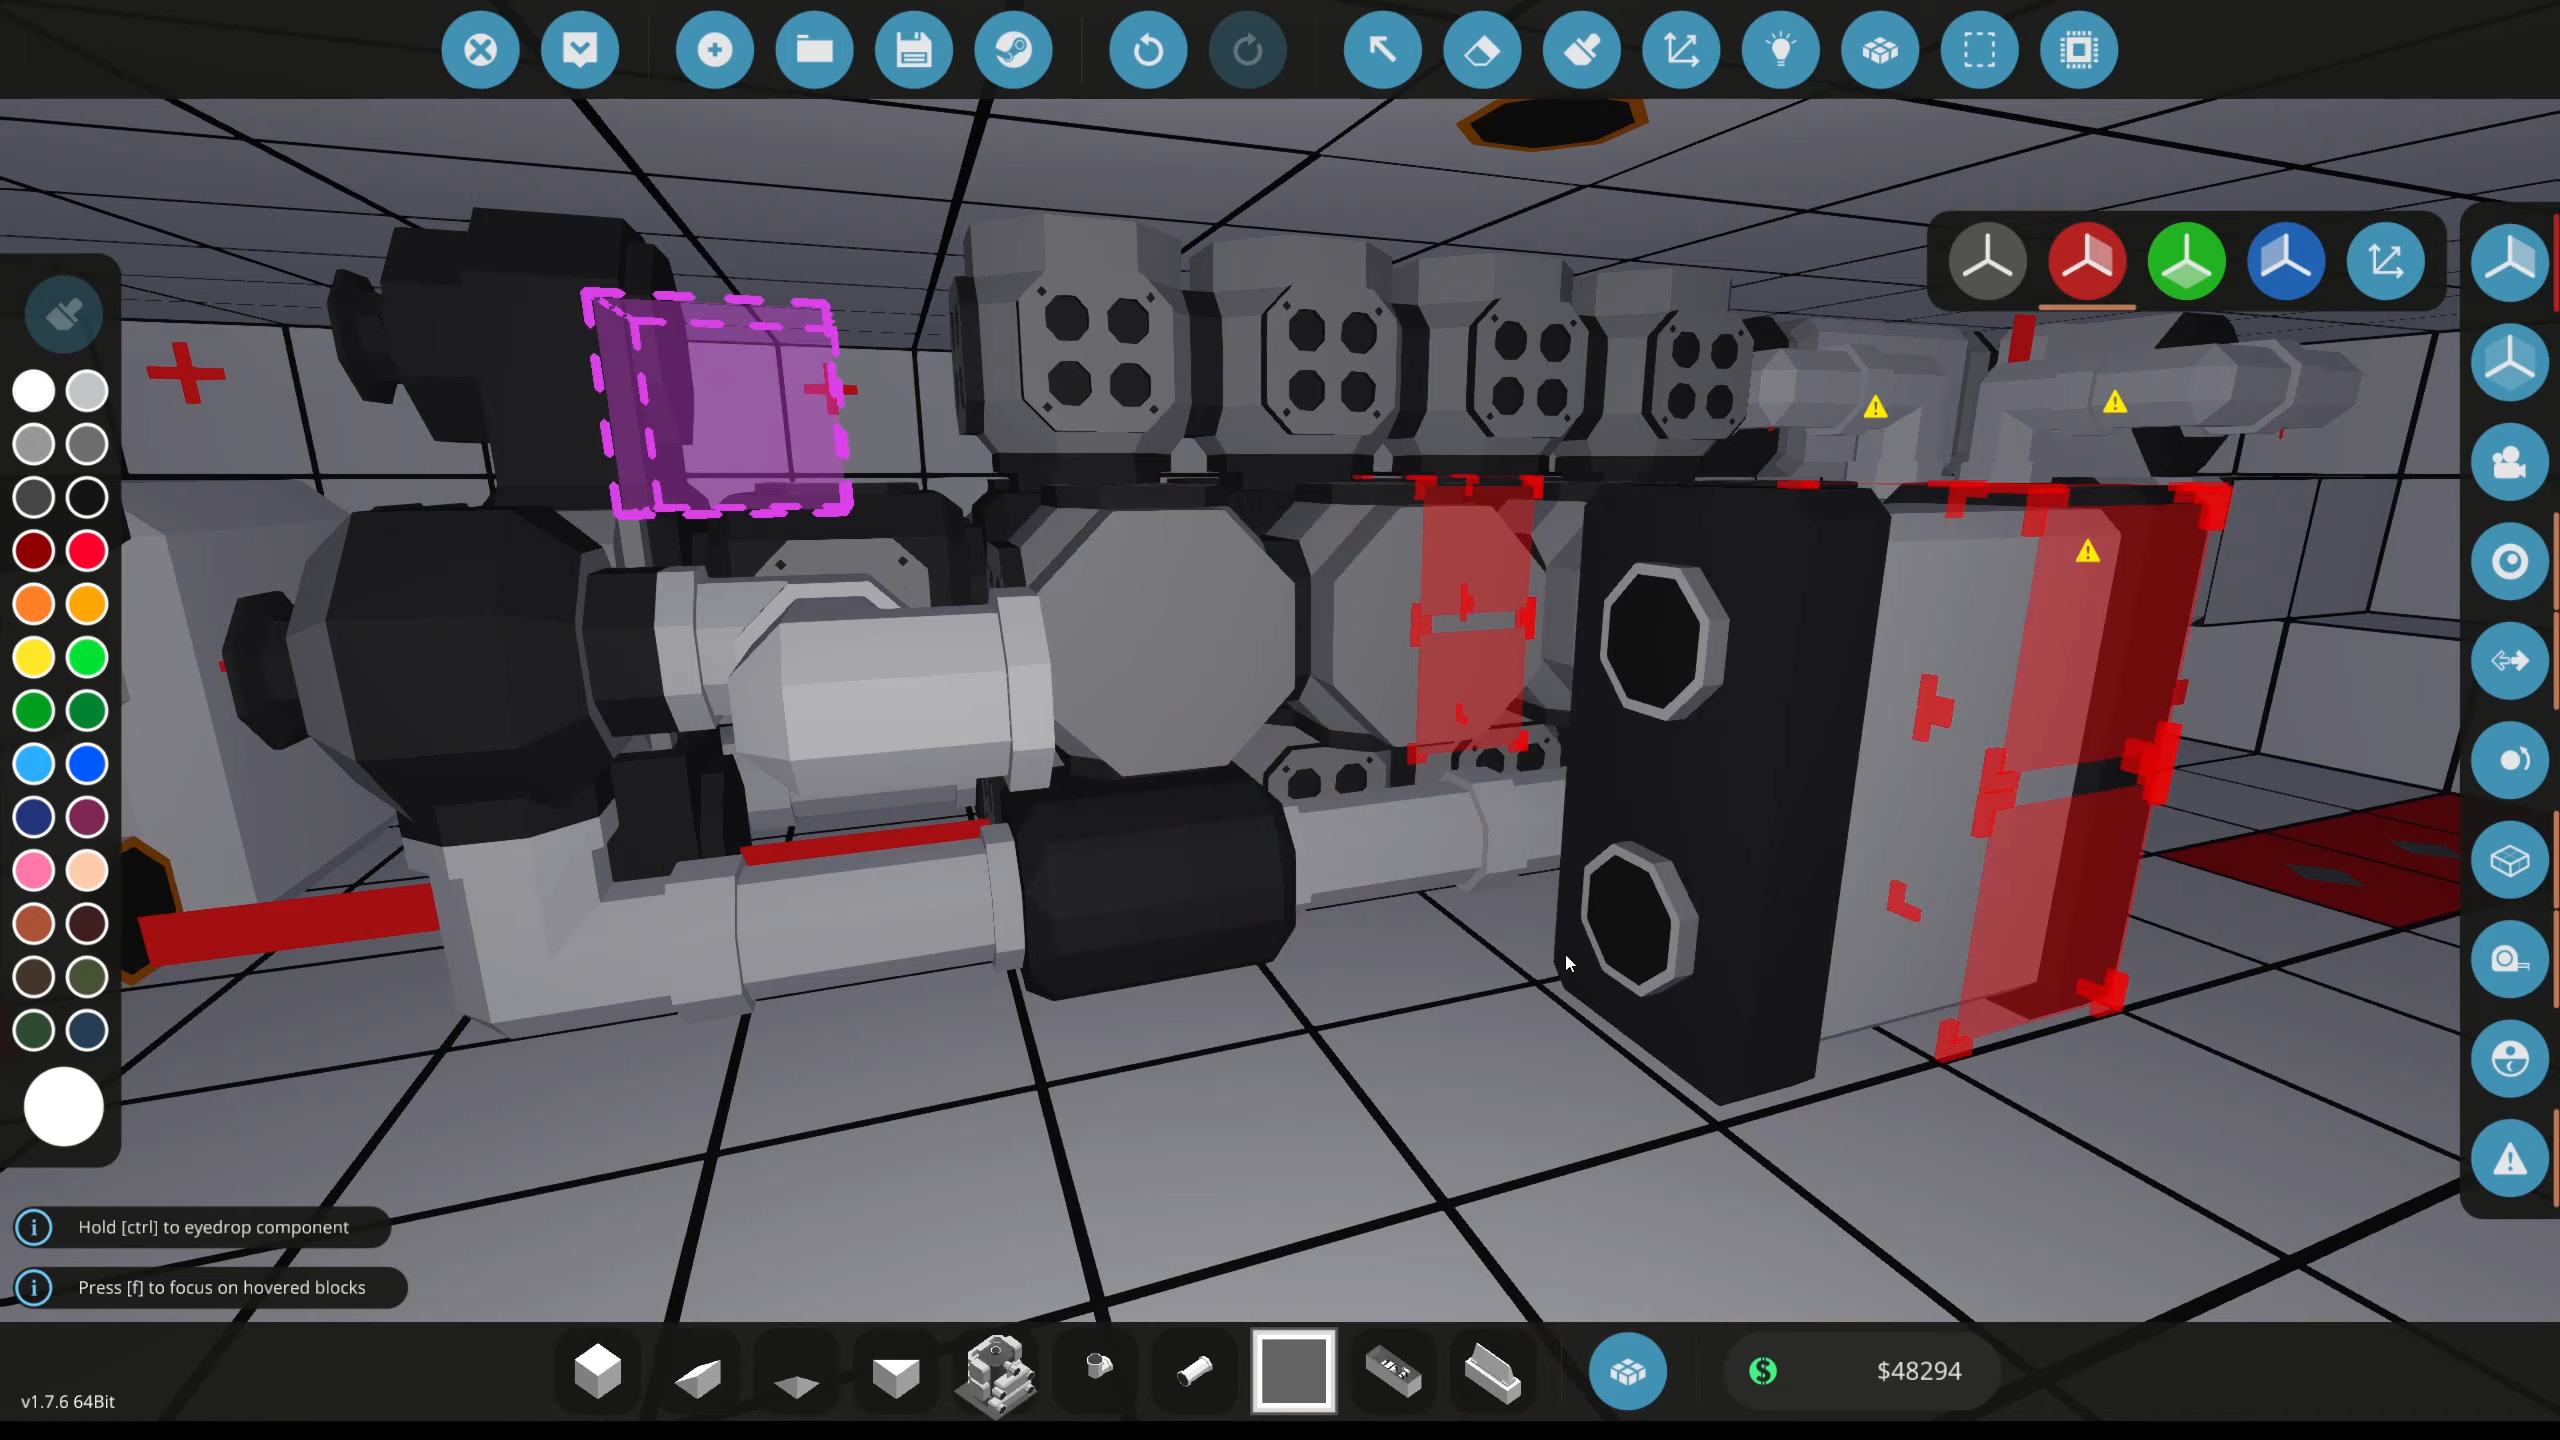 Hold [ctrl] to eyedrop component
Press [f] to focus on hovered blocks
$48294
v1.7.6 64Bit